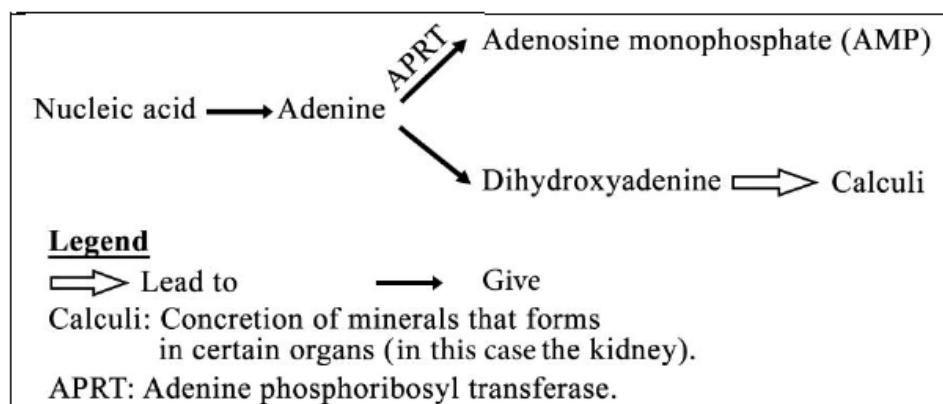 APRT
Adenosine monophosphate (AMP)
Nucleic acid
Adenine
Dihydroxyadenine
Calculi
Legend
Lead to
Give
Calculi: Concretion of minerals that forms
in certain organs (in this case the kidney).
APRT: Adenine phosphoribosyl transferase.